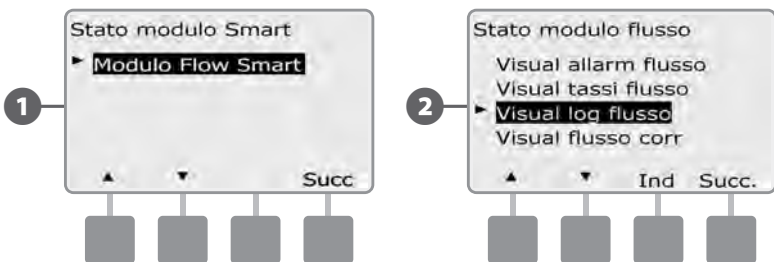 1
Stato modulo Smart
Modulo Flow Smart
Succ
2
Stato modulo flusso
Visual allarm flusso
Visual tassi flusso
Visual log flusso
Visual flusso corr
Ind Succ.